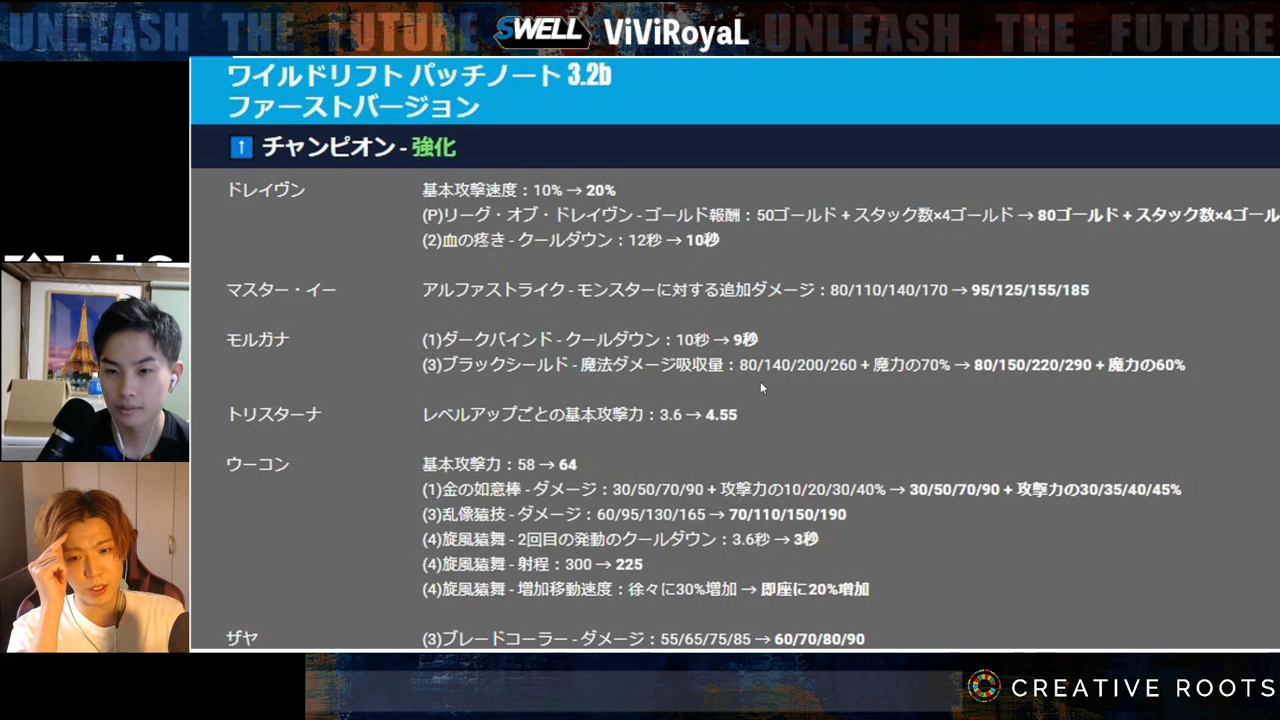 UNLEASH THE FUTURE SWELL ViViRoyaL UNLEASH THE FUTURE
ワイルドリフト パッチノート 3.2b
ファーストバージョン
↑ チャンピオン - 強化
ドレイヴン 基本攻撃速度：10% → 20%
(P)リーグ・オブ・ドレイヴン - ゴールド報酬：50ゴールド + スタック数×4ゴールド → 80ゴールド + スタック数×4ゴール
(2)血の疼き - クールダウン：12秒 → 10秒
マスター・イー アルファストライク - モンスターに対する追加ダメージ：80/110/140/170 → 95/125/155/185
モルガナ (1)ダークバインド - クールダウン：10秒 → 9秒
(3)ブラックシールド - 魔法ダメージ吸収量：80/140/200/260 + 魔力の70% → 80/150/220/290 + 魔力の60%
トリスターナ レベルアップごとの基本攻撃力：3.6 → 4.55
ウーコン 基本攻撃力：58 → 64
(1)金の如意棒 - ダメージ：30/50/70/90 + 攻撃力の10/20/30/40% → 30/50/70/90 + 攻撃力の30/35/40/45%
(3)乱像猿技 - ダメージ：60/95/130/165 → 70/110/150/190
(4)旋風猿舞 - 2回目の発動のクールダウン：3.6秒 → 3秒
(4)旋風猿舞 - 射程：300 → 225
(4)旋風猿舞 - 増加移動速度：徐々に30%増加 → 即座に20%増加
ザヤ (3)ブレードコーラー - ダメージ：55/65/75/85 → 60/70/80/90
CREATIVE ROOTS